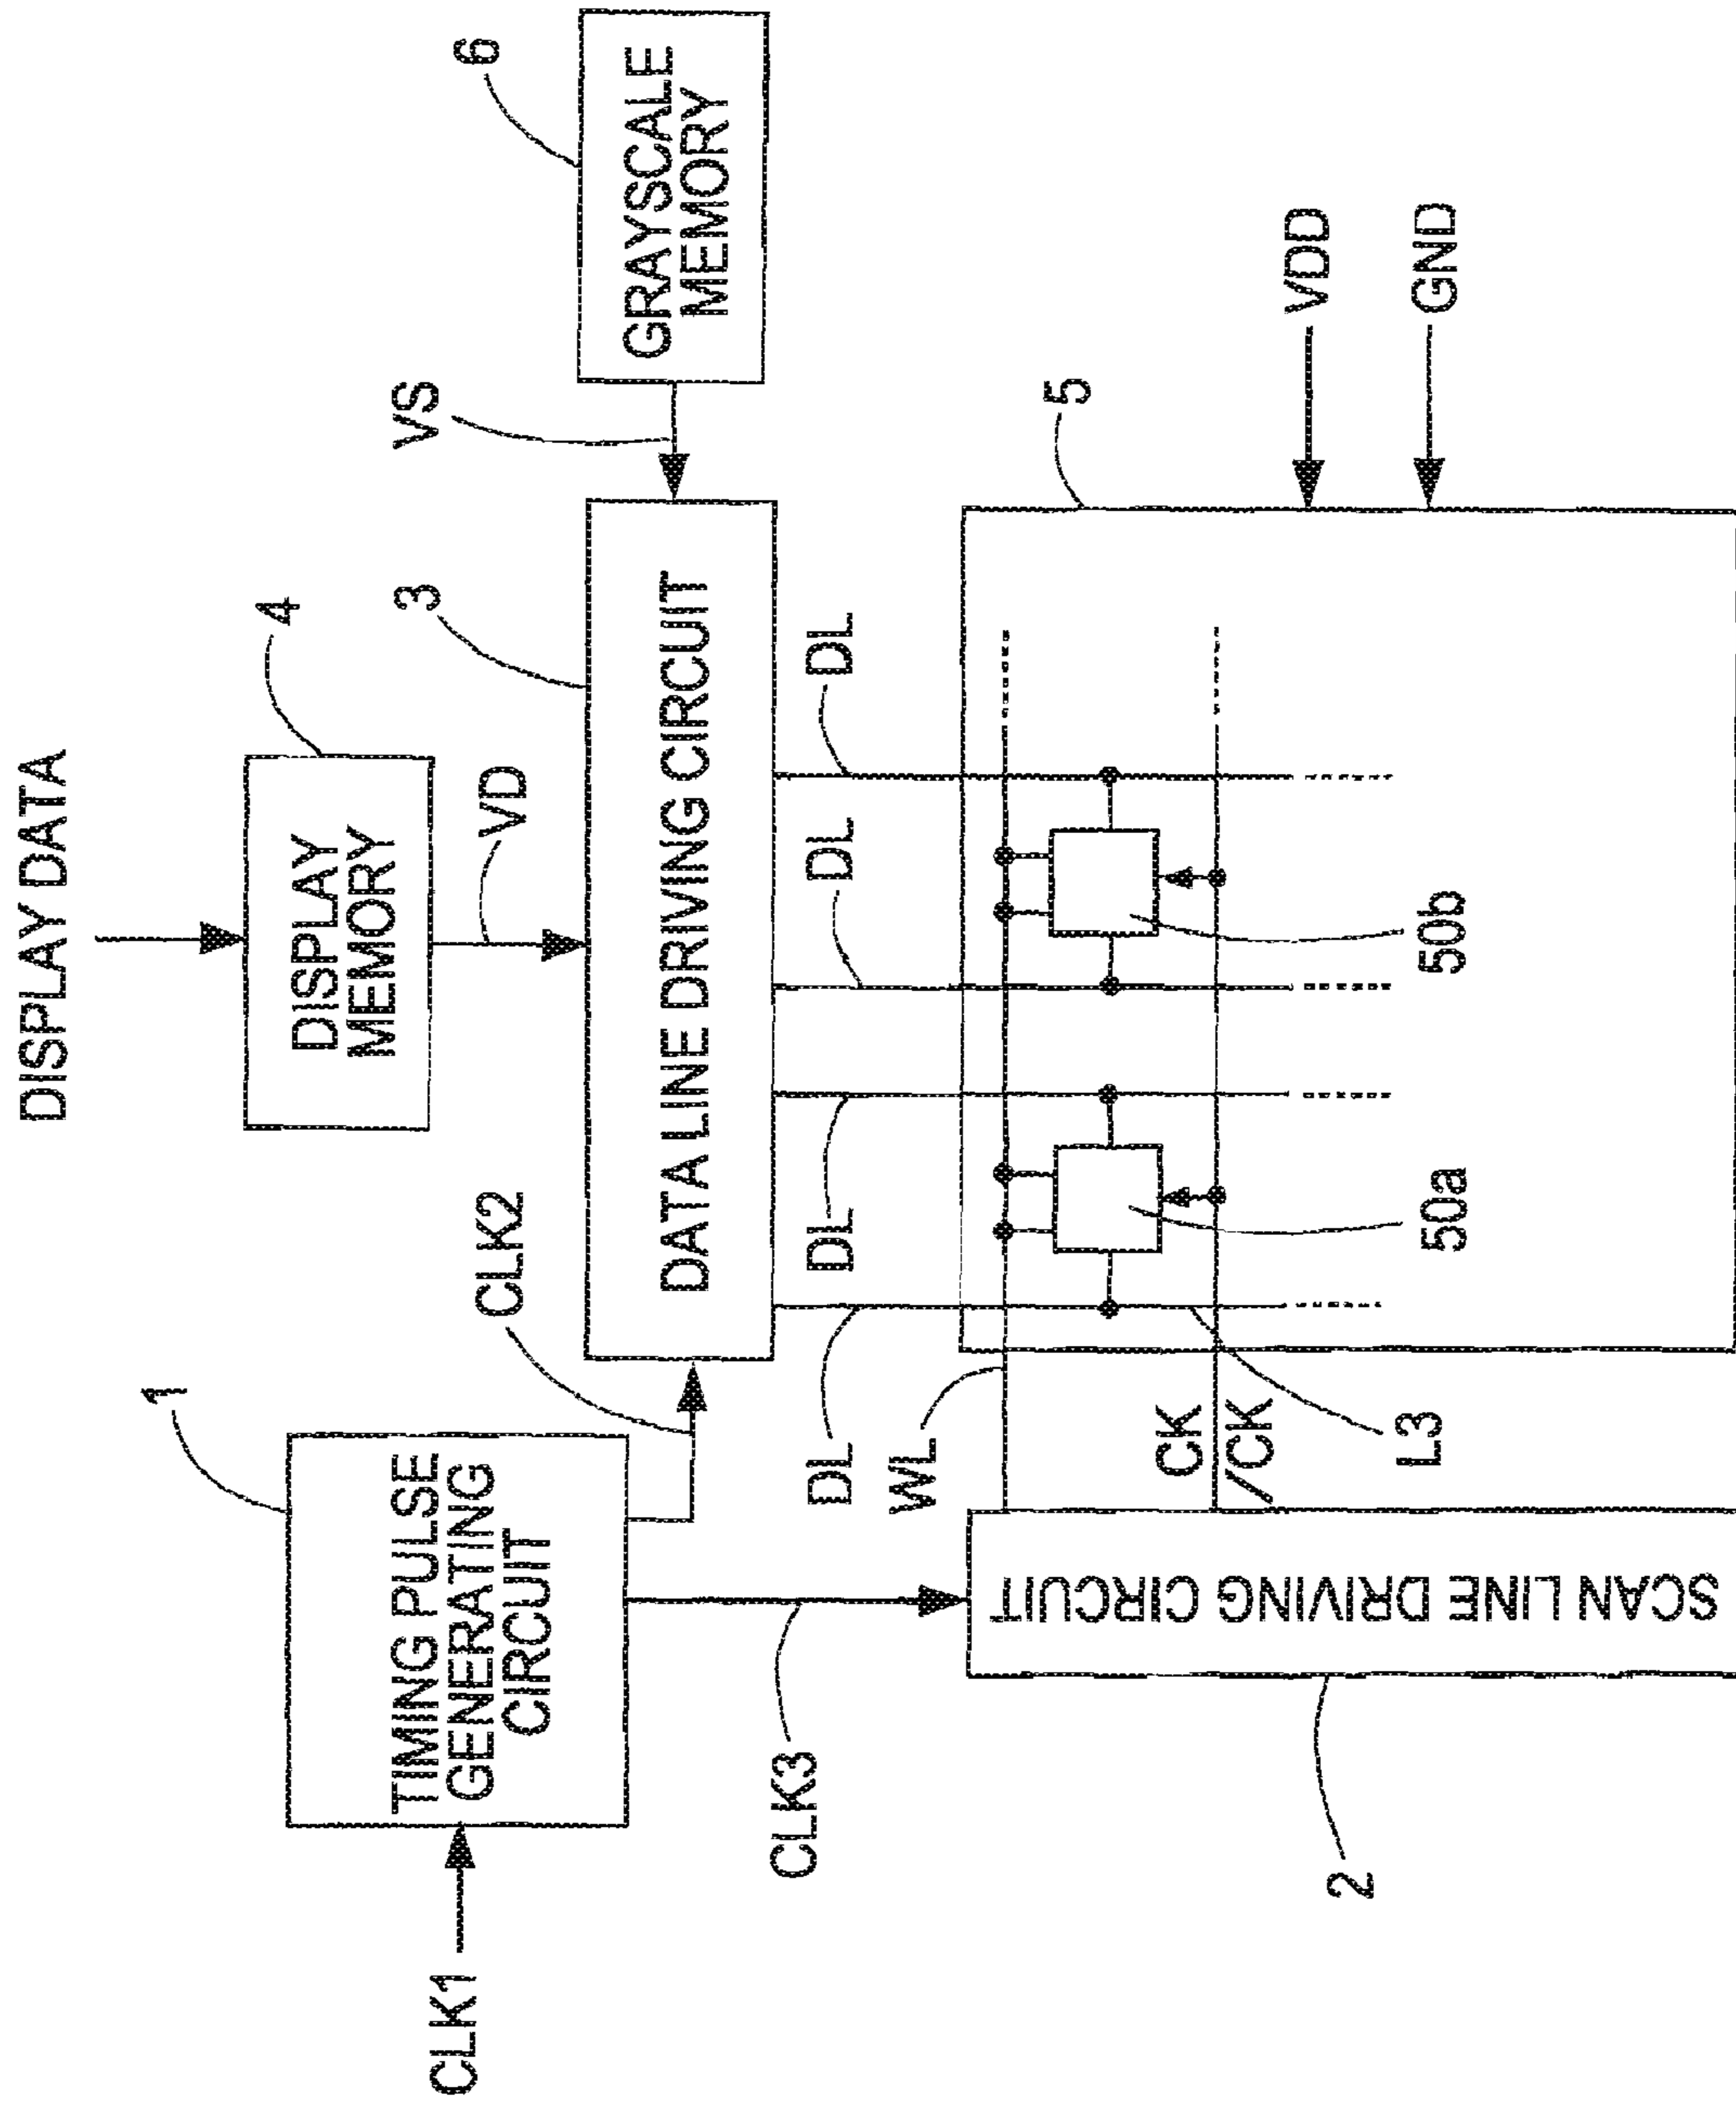 DISPLAY DATA
4
DISPLAY
MEMORY
VD
1
TIMING PULSE
GENERATING
CIRCUIT
CLK1
CLK2
CLK3
3
DATA LINE DRIVING CIRCUIT
VS
6
GRAYSCALE
MEMORY
DL
DL
DL
DL
WL
CK
/CK
L3
2
SCAN LINE DRIVING CIRCUIT
5
50a
50b
VDD
GND